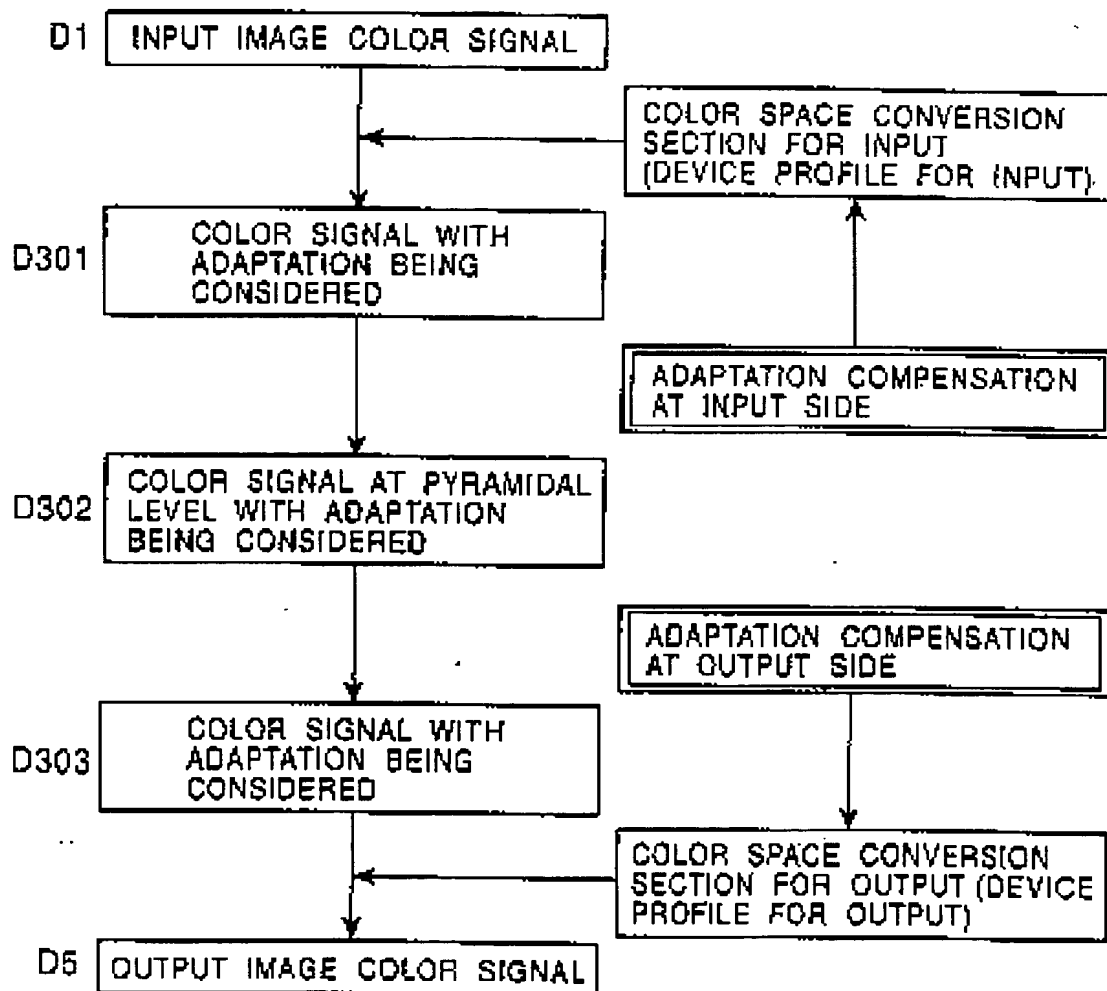 D1 INPUT IMAGE COLOR SIGNAL
COLOR SPACE CONVERSION
SECTION FOR INPUT
(DEVICE PROFILE FOR INPUT)
D301
COLOR SIGNAL WITH
ADAPTATION BEING
CONSIDERED
ADAPTATION COMPENSATION
AT INPUT SIDE
D302
COLOR SIGNAL AT PYRAMIDAL
LEVEL WITH ADAPTATION
BEING CONSIDERED
ADAPTATION COMPENSATION
AT OUTPUT SIDE
D303
COLOR SIGNAL WITH
ADAPTATION BEING
CONSIDERED
COLOR SPACE CONVERSION
SECTION FOR OUTPUT (DEVICE
PROFILE FOR OUTPUT)
D5 OUTPUT IMAGE COLOR SIGNAL